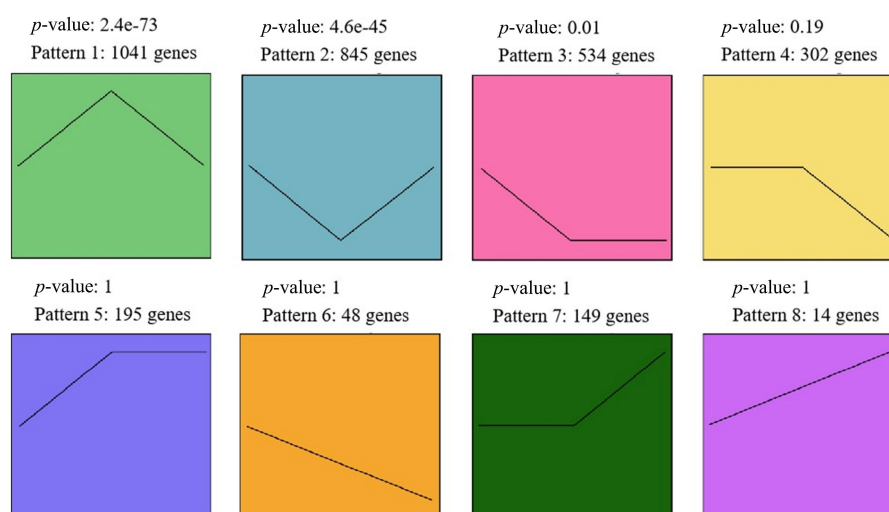 p-value: 2.4e-73
Pattern 1: 1041 genes
p-value: 4.6e-45
Pattern 2: 845 genes
p-value: 0.01
Pattern 3: 534 genes
p-value: 0.19
Pattern 4: 302 genes
p-value: 1
Pattern 5: 195 genes
p-value: 1
Pattern 6: 48 genes
p-value: 1
Pattern 7: 149 genes
p-value: 1
Pattern 8: 14 genes